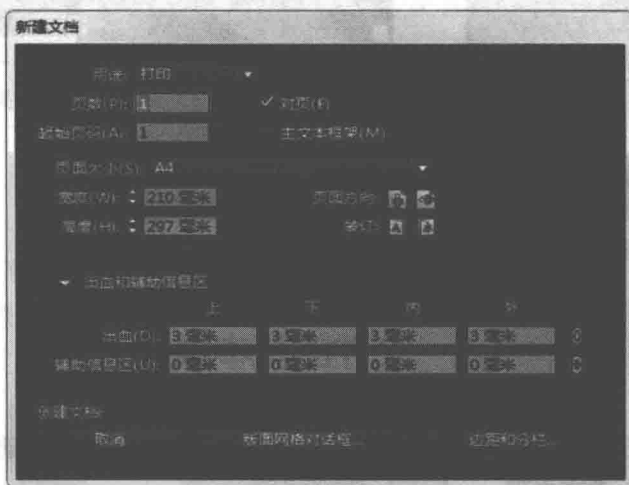 新建文档
用途: 打印
页数(P): 1 对页(F)
起始页码(A): 1 主文本框架(M)
页面大小(S): A4
宽度(W): 210 毫米 页面方向:
高度(H): 297 毫米 装订:
出血和辅助信息区
上 下 内 外
出血(D): 3 毫米 3 毫米 3 毫米 3 毫米
辅助信息区(U): 0 毫米 0 毫米 0 毫米 0 毫米
创建文档:
取消 版面网格对话框... 边距和分栏...